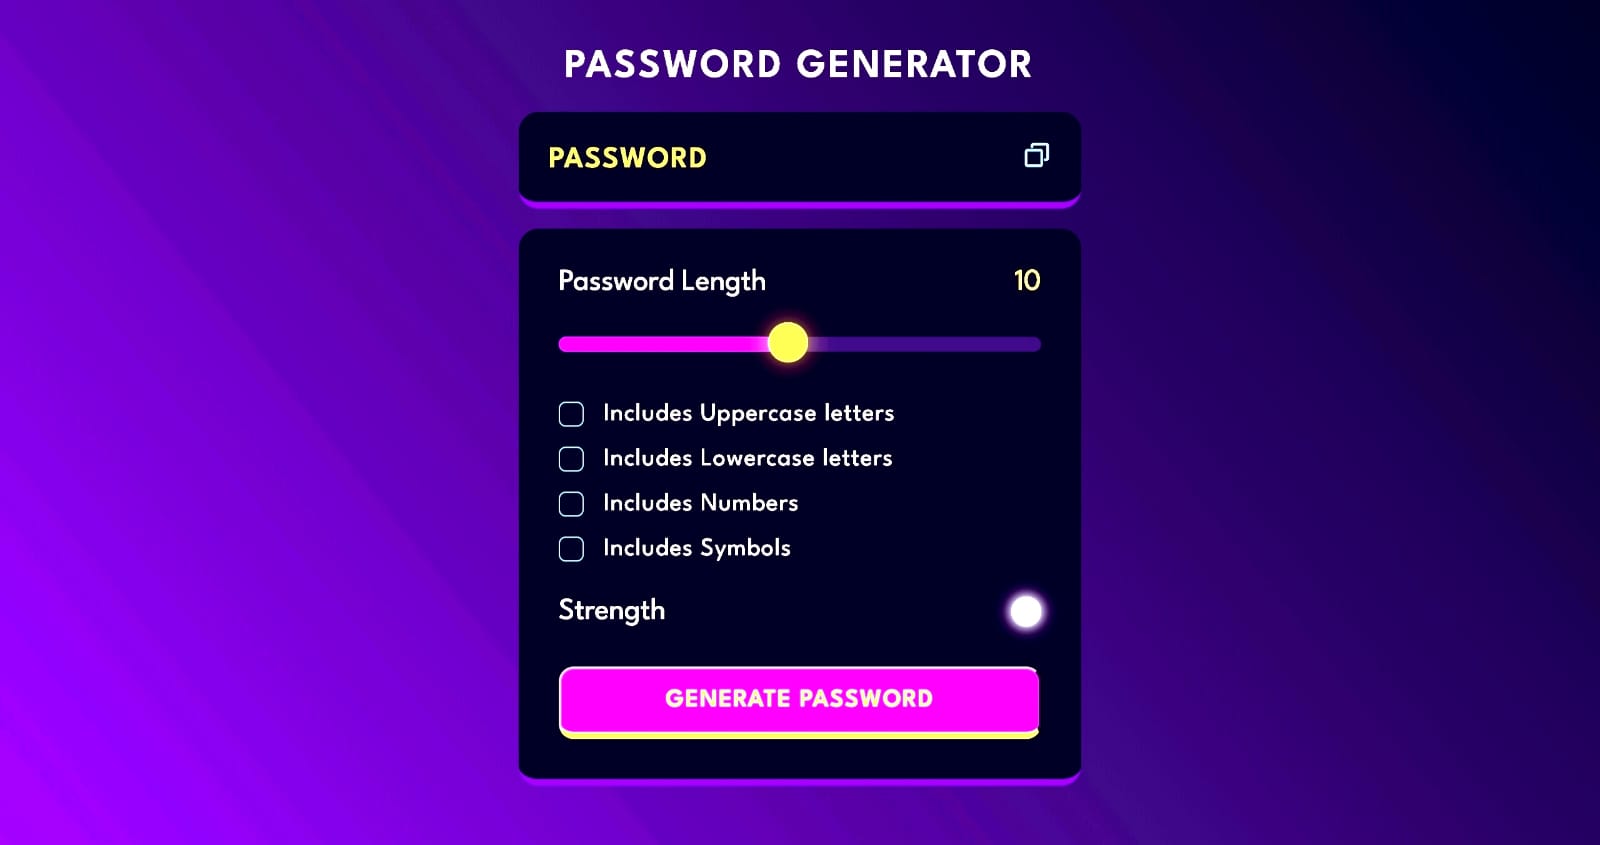 PASSWORD GENERATOR
PASSWORD
Password Length 10
Includes Uppercase letters
Includes Lowercase letters
Includes Numbers
Includes Symbols
Strength
GENERATE PASSWORD